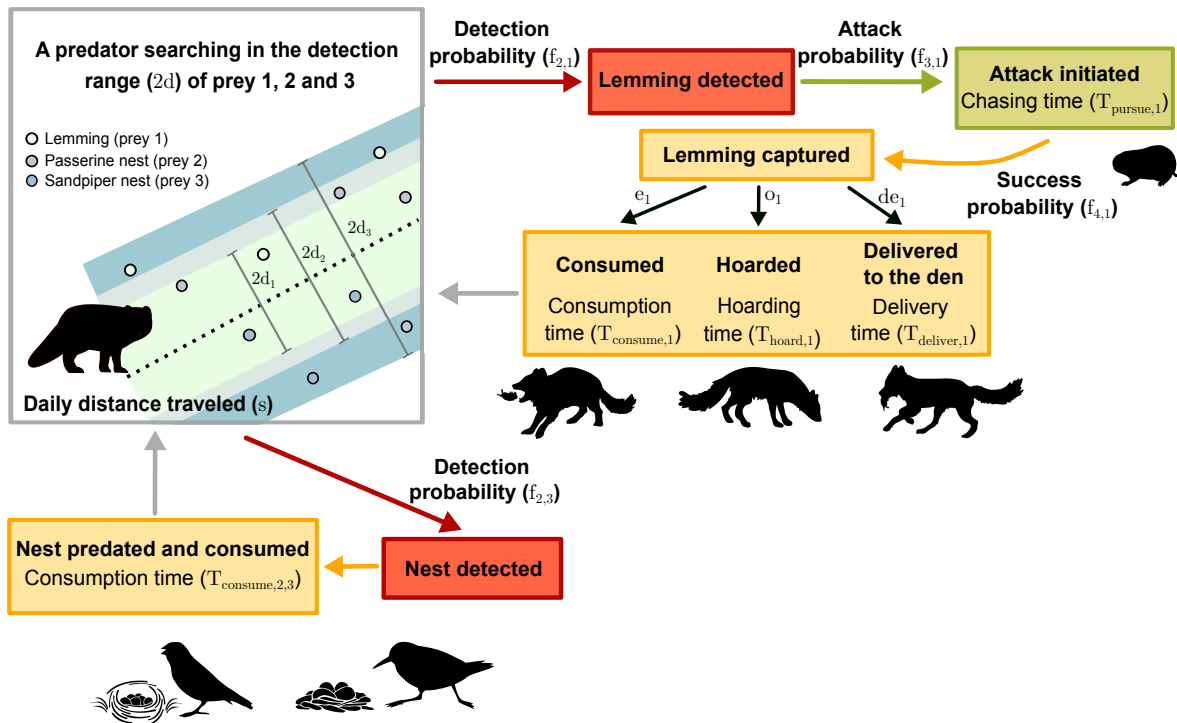 A predator searching in the detection
range (2d) of prey 1, 2 and 3
Lemming (prey 1)
Passerine nest (prey 2)
Sandpiper nest (prey 3)
2d₁
2d₂
2d₃
Daily distance traveled (s)
Detection
probability (f₂,₁)
Lemming detected
Attack
probability (f₃,₁)
Attack initiated
Chasing time (Tpursue,1)
Success
probability (f₄,₁)
Lemming captured
e₁
o₁
de₁
Consumed
Consumption
time (Tconsume,1)
Hoarded
Hoarding
time (Thoard,1)
Delivered
to the den
Delivery
time (Tdeliver,1)
Detection
probability (f₂,₃)
Nest detected
Nest predated and consumed
Consumption time (Tconsume,2,3)